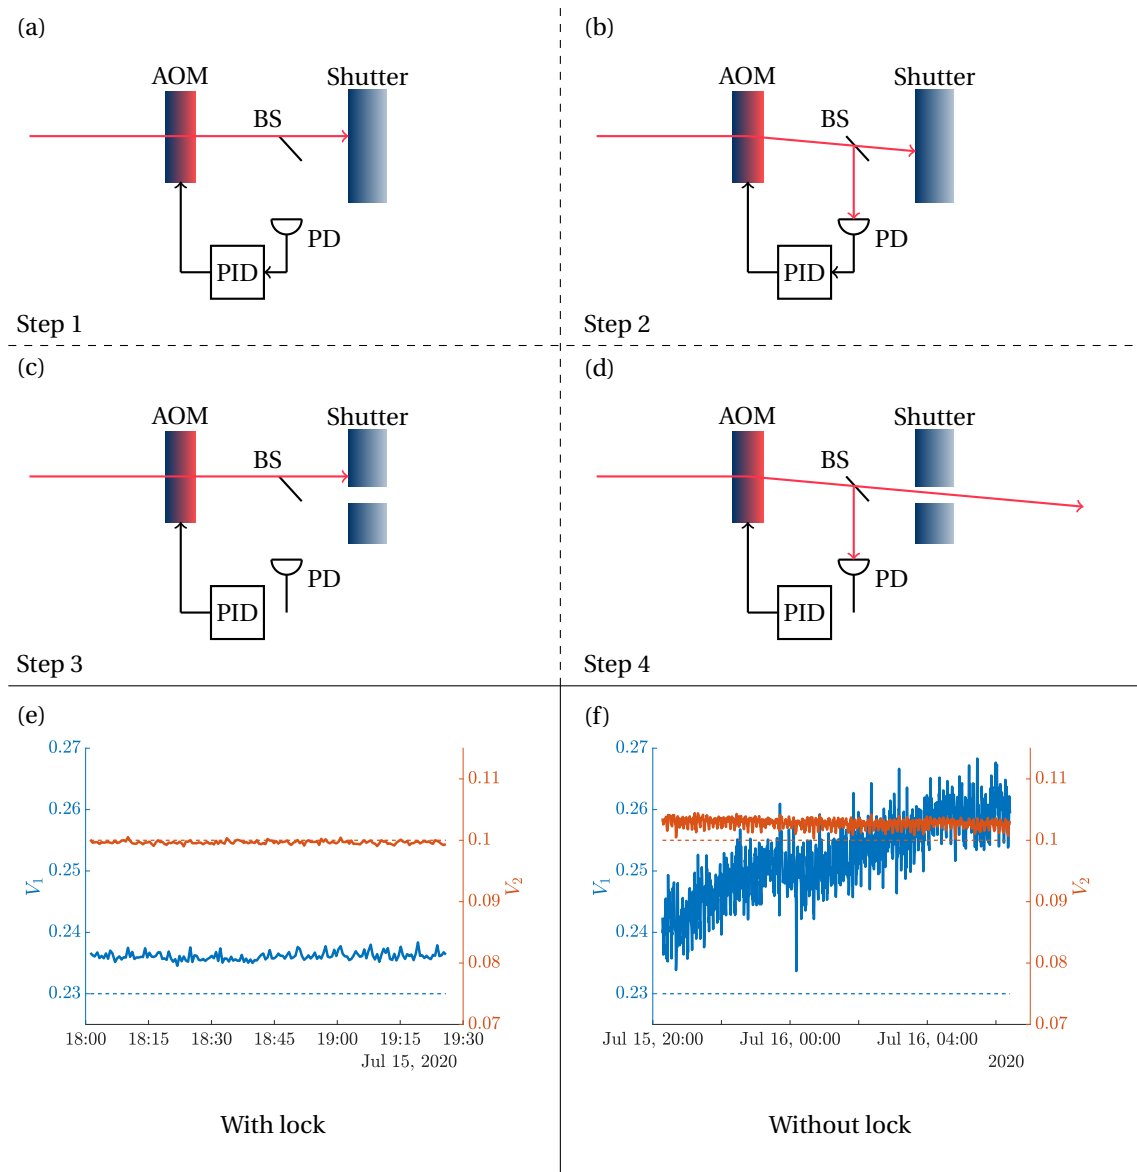 (a)
AOM
Shutter
BS
PD
PID
Step 1
(b)
AOM
Shutter
BS
PD
PID
Step 2
(c)
AOM
Shutter
BS
PD
PID
Step 3
(d)
AOM
Shutter
BS
PD
PID
Step 4
(e)
0.27
0.26
0.25
0.24
0.23
V1
0.11
0.1
0.09
0.08
0.07
V2
18:00 18:15 18:30 18:45 19:00 19:15 19:30
Jul 15, 2020
With lock
(f)
0.27
0.26
0.25
0.24
0.23
V1
0.11
0.1
0.09
0.08
0.07
V2
Jul 15, 20:00 Jul 16, 00:00 Jul 16, 04:00
2020
Without lock